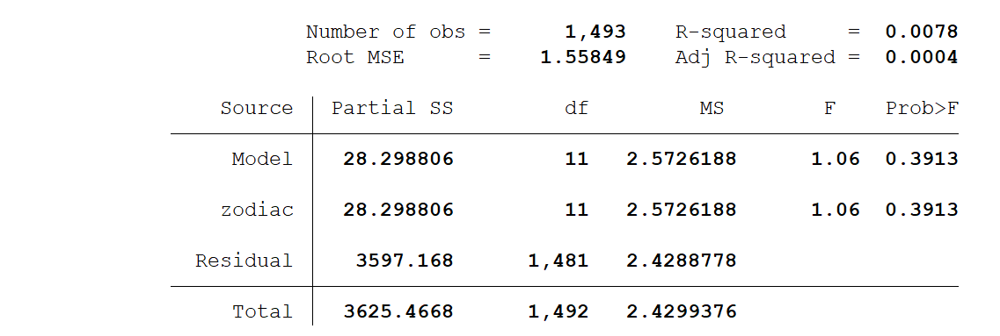 Number of obs = 1,493 R-squared = 0.0078
Root MSE = 1.55849 Adj R-squared = 0.0004
Source Partial SS df MS F Prob>F
Model 28.298806 11 2.5726188 1.06 0.3913
zodiac 28.298806 11 2.5726188 1.06 0.3913
Residual 3597.168 1,481 2.4288778
Total 3625.4668 1,492 2.4299376